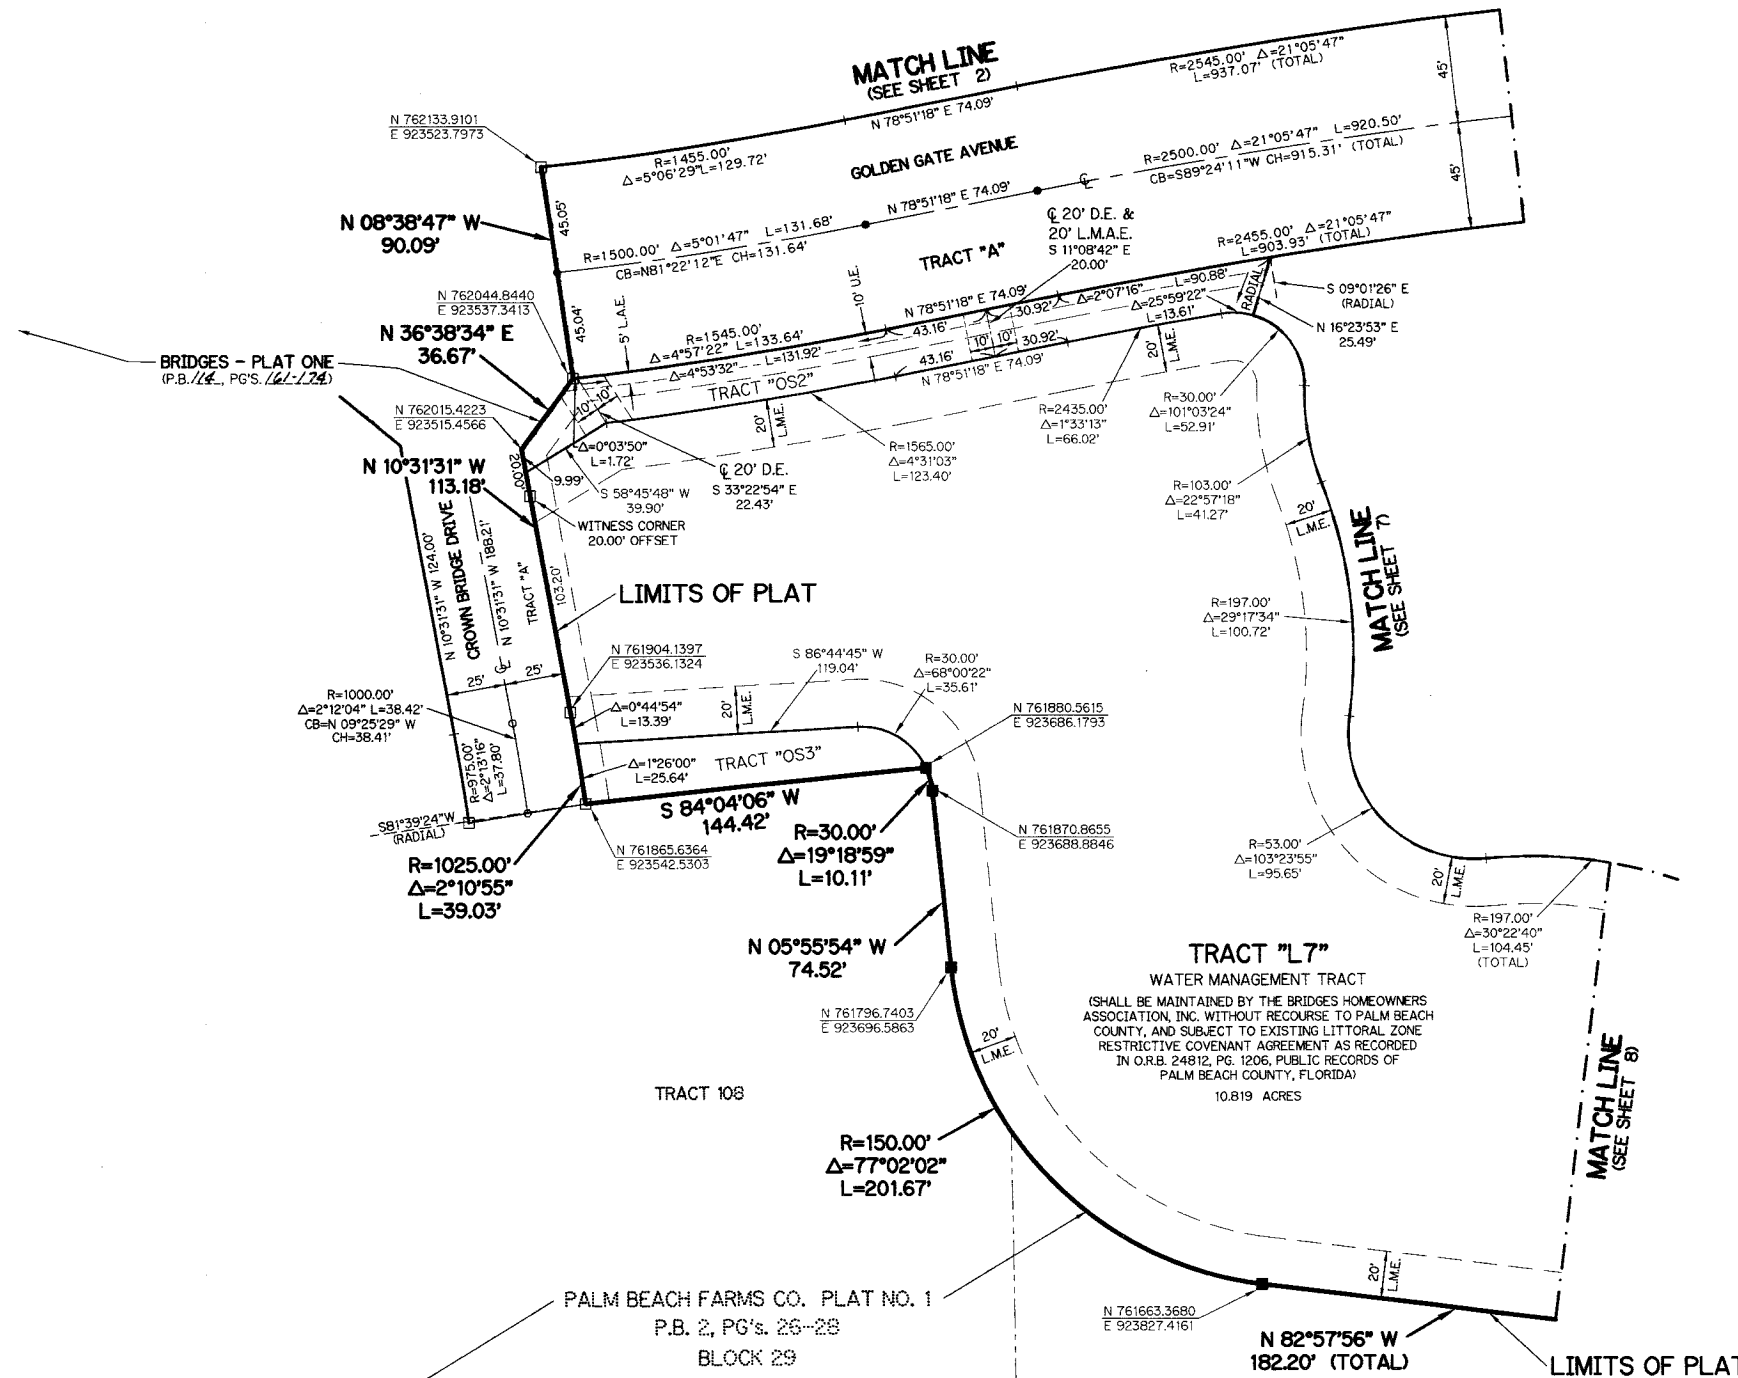 MATCH LINE
(SEE SHEET 2)
R=2545.00' Δ=21°05'47"
L=937.07' (TOTAL)
45'
N 78°51'18" E 74.09'
N 762133.9101
E 923523.7973
R=1455.00'
Δ=5°06'29" L=129.72'
GOLDEN GATE AVENUE
R=2500.00' Δ=21°05'47" L=920.50'
CB=S89°24'11"W CH=915.31' (TOTAL)
45'
N 08°38'47" W
90.09'
45.05'
N 78°51'18" E 74.09'
℄
R=1500.00' Δ=5°01'47" L=131.68'
CB=N81°22'12"E CH=131.64'
TRACT "A"
℄ 20' D.E. &
20' L.M.A.E.
S 11°08'42" E
20.00'
R=2455.00' Δ=21°05'47"
L=903.93' (TOTAL)
N 762044.8440
E 923537.3413
45.04'
5' L.A.E.
10' U.E.
N 78°51'18" E 74.09'
Δ=2°07'16" L=90.88'
RADIAL
S 09°01'26" E
(RADIAL)
N 36°38'34" E
36.67'
R=1545.00'
Δ=4°57'22" L=133.64'
43.16'
30.92'
Δ=25°59'22"
L=13.61'
N 16°23'53" E
25.49'
BRIDGES - PLAT ONE
(P.B. 114, PG'S. 161-174)
Δ=4°53'32" L=131.92'
43.16'
10' 10'
30.92'
20'
L.M.E.
TRACT "OS2"
N 78°51'18" E 74.09'
10' 10'
N 762015.4223
E 923515.4566
20'
L.M.E.
R=2435.00'
Δ=1°33'13"
L=66.02'
R=30.00'
Δ=101°03'24"
L=52.91'
Δ=0°03'50"
L=1.72'
R=1565.00'
Δ=4°31'03"
L=123.40'
N 10°31'31" W
113.18'
20.00'
9.99'
℄ 20' D.E.
S 33°22'54" E
22.43'
S 58°45'48" W
39.90'
R=103.00'
Δ=22°57'18"
L=41.27'
WITNESS CORNER
20.00' OFFSET
20'
L.M.E.
MATCH LINE
(SEE SHEET 7)
N 10°31'31" W 124.00'
CROWN BRIDGE DRIVE
℄ N 10°31'31" W 188.21'
TRACT "A"
103.20'
LIMITS OF PLAT
R=197.00'
Δ=29°17'34"
L=100.72'
N 761904.1397
E 923536.1324
S 86°44'45" W
119.04'
R=30.00'
Δ=68°00'22"
L=35.61'
25'
25'
R=1000.00'
Δ=2°12'04" L=38.42'
CB=N 09°25'29" W
CH=38.41'
Δ=0°44'54"
L=13.39'
20'
L.M.E.
N 761880.5615
E 923686.1793
R=975.00'
Δ=2°13'16"
L=37.80'
Δ=1°26'00"
L=25.64'
TRACT "OS3"
S81°39'24"W
(RADIAL)
S 84°04'06" W
144.42'
N 761870.8655
E 923688.8846
N 761865.6364
E 923542.5303
R=30.00'
Δ=19°18'59"
L=10.11'
R=53.00'
Δ=103°23'55"
L=95.65'
R=1025.00'
Δ=2°10'55"
L=39.03'
20'
L.M.E.
R=197.00'
Δ=30°22'40"
L=104.45'
(TOTAL)
N 05°55'54" W
74.52'
TRACT "L7"
WATER MANAGEMENT TRACT
(SHALL BE MAINTAINED BY THE BRIDGES HOMEOWNERS
ASSOCIATION, INC. WITHOUT RECOURSE TO PALM BEACH
COUNTY, AND SUBJECT TO EXISTING LITTORAL ZONE
RESTRICTIVE COVENANT AGREEMENT AS RECORDED
IN O.R.B. 24812, PG. 1206, PUBLIC RECORDS OF
PALM BEACH COUNTY, FLORIDA)
10.819 ACRES
N 761796.7403
E 923696.5863
20'
L.M.E.
MATCH LINE
(SEE SHEET 8)
TRACT 108
R=150.00'
Δ=77°02'02"
L=201.67'
20'
L.M.E.
PALM BEACH FARMS CO. PLAT NO. 1
P.B. 2, PG's. 26-28
BLOCK 29
N 761663.3680
E 923827.4161
N 82°57'56" W
182.20' (TOTAL)
LIMITS OF PLAT